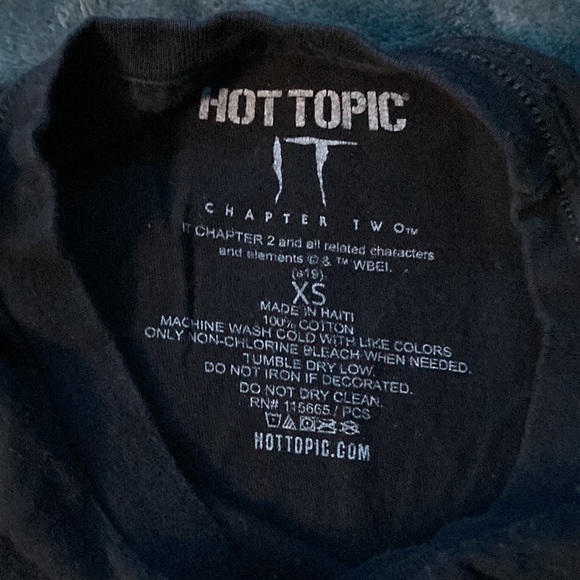 HOT TOPIC
IT
CHAPTER TWO™
IT CHAPTER 2 and all related characters
and elements © & ™ WBEI.
(s19)
XS
MADE IN HAITI
100% COTTON
MACHINE WASH COLD WITH LIKE COLORS
ONLY NON-CHLORINE BLEACH WHEN NEEDED.
TUMBLE DRY LOW.
DO NOT IRON IF DECORATED.
DO NOT DRY CLEAN.
RN# 115665 / PCS
HOTTOPIC.COM